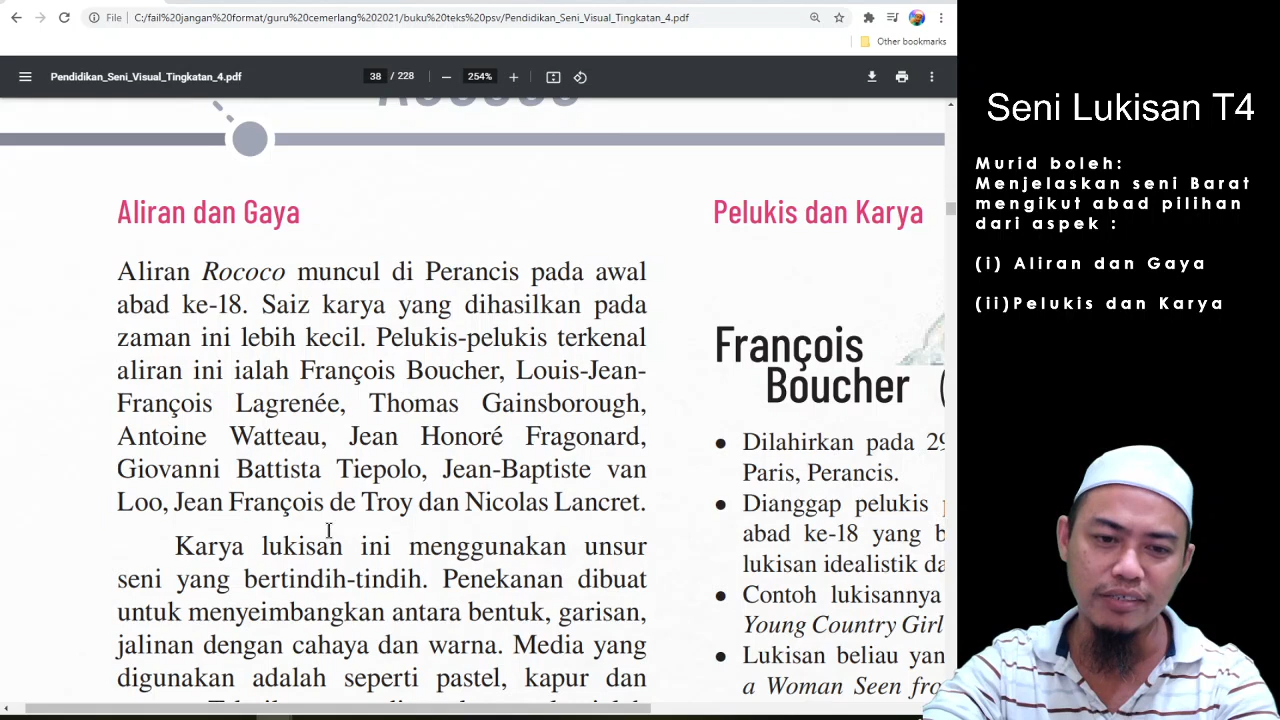 File C:/fail%20jangan%20format/guru%20cemerlang%202021/buku%20teks%20psv/Pendidikan_Seni_Visual_Tingkatan_4.pdf
Other bookmarks
Pendidikan_Seni_Visual_Tingkatan_4.pdf
38 / 228
254%
Aliran dan Gaya
Aliran Rococo muncul di Perancis pada awal
abad ke-18. Saiz karya yang dihasilkan pada
zaman ini lebih kecil. Pelukis-pelukis terkenal
aliran ini ialah François Boucher, Louis-Jean-
François Lagrenée, Thomas Gainsborough,
Antoine Watteau, Jean Honoré Fragonard,
Giovanni Battista Tiepolo, Jean-Baptiste van
Loo, Jean François de Troy dan Nicolas Lancret.
Karya lukisan ini menggunakan unsur
seni yang bertindih-tindih. Penekanan dibuat
untuk menyeimbangkan antara bentuk, garisan,
jalinan dengan cahaya dan warna. Media yang
digunakan adalah seperti pastel, kapur dan
Pelukis dan Karya
François
Boucher (
• Dilahirkan pada 29
Paris, Perancis.
• Dianggap pelukis
abad ke-18 yang b
lukisan idealistik da
• Contoh lukisannya
Young Country Girl
• Lukisan beliau yan
a Woman Seen fro
Seni Lukisan T4
Murid boleh:
Menjelaskan seni Barat
mengikut abad pilihan
dari aspek :
(i) Aliran dan Gaya
(ii)Pelukis dan Karya